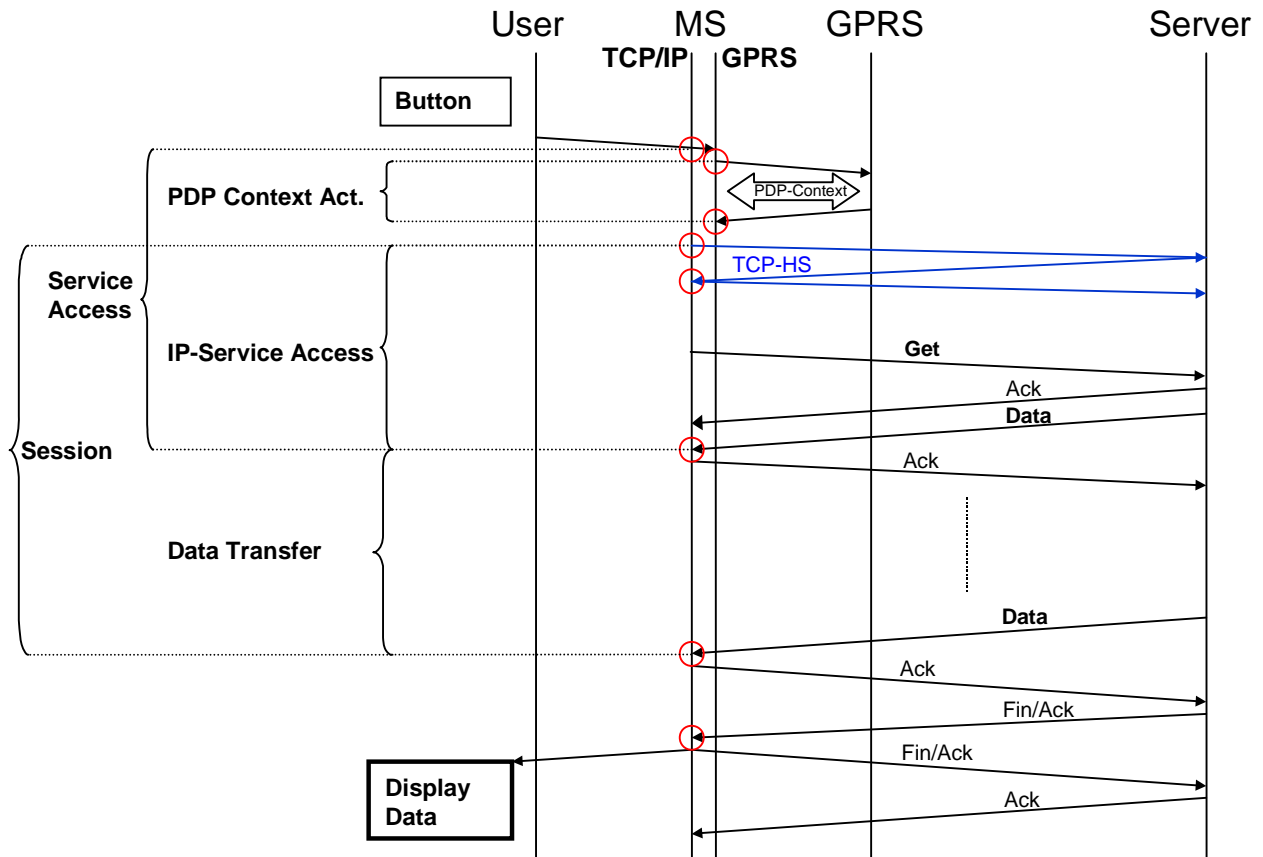 User MS GPRS Server
TCP/IP GPRS
Button
PDP Context Act.
PDP-Context
TCP-HS
Service
Access
IP-Service Access
Get
Ack
Data
Session
Ack
Data Transfer
Data
Ack
Fin/Ack
Fin/Ack
Display
Data
Ack